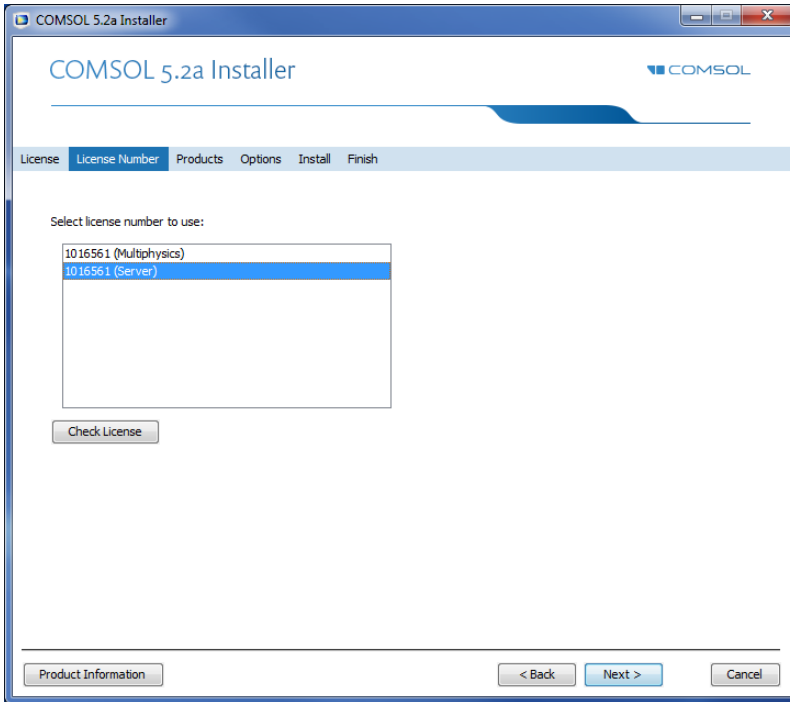 COMSOL 5.2a Installer
COMSOL 5.2a Installer
COMSOL
License License Number Products Options Install Finish
Select license number to use:
1016561 (Multiphysics)
1016561 (Server)
Check License
Product Information < Back Next > Cancel